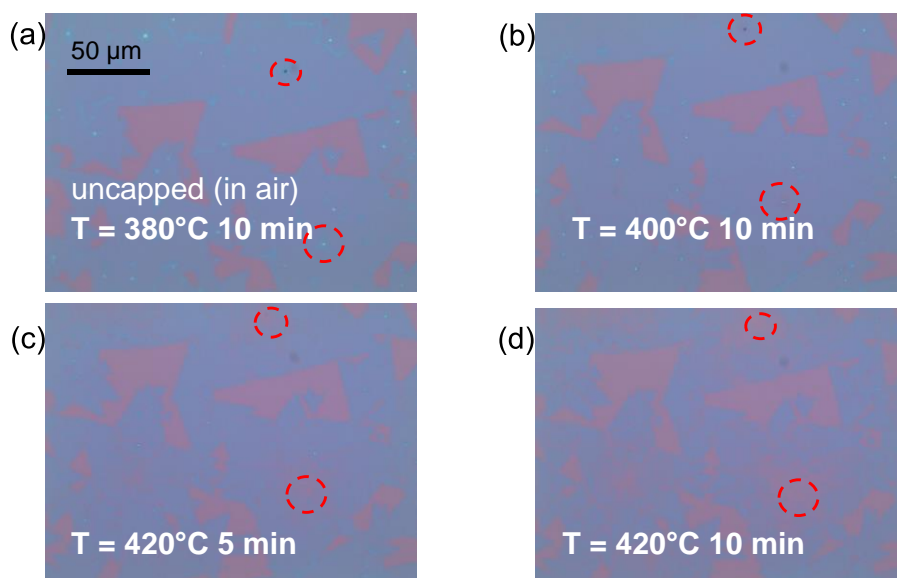 (a)
50 µm
uncapped (in air)
T = 380°C 10 min
(b)
T = 400°C 10 min
(c)
T = 420°C 5 min
(d)
T = 420°C 10 min